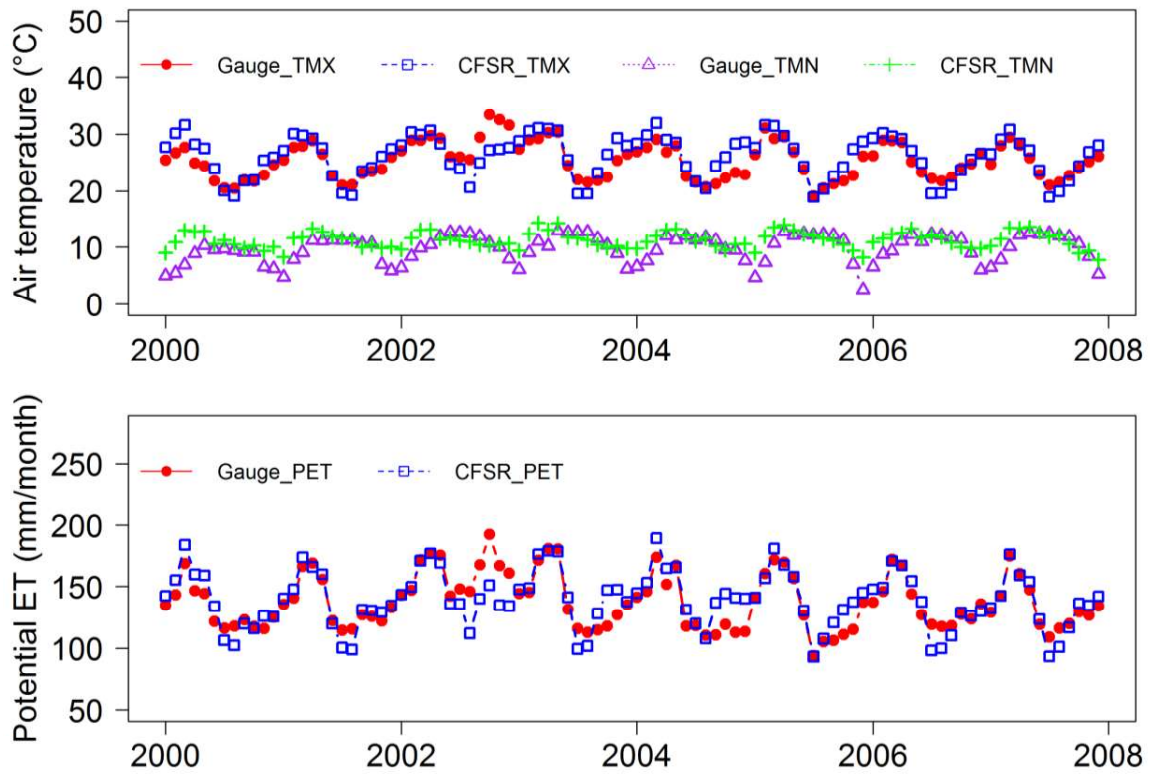 Air temperature (°C)
50
40
30
20
10
0
Gauge_TMX CFSR_TMX Gauge_TMN CFSR_TMN
2000 2002 2004 2006 2008
Potential ET (mm/month)
250
200
150
100
50
Gauge_PET CFSR_PET
2000 2002 2004 2006 2008